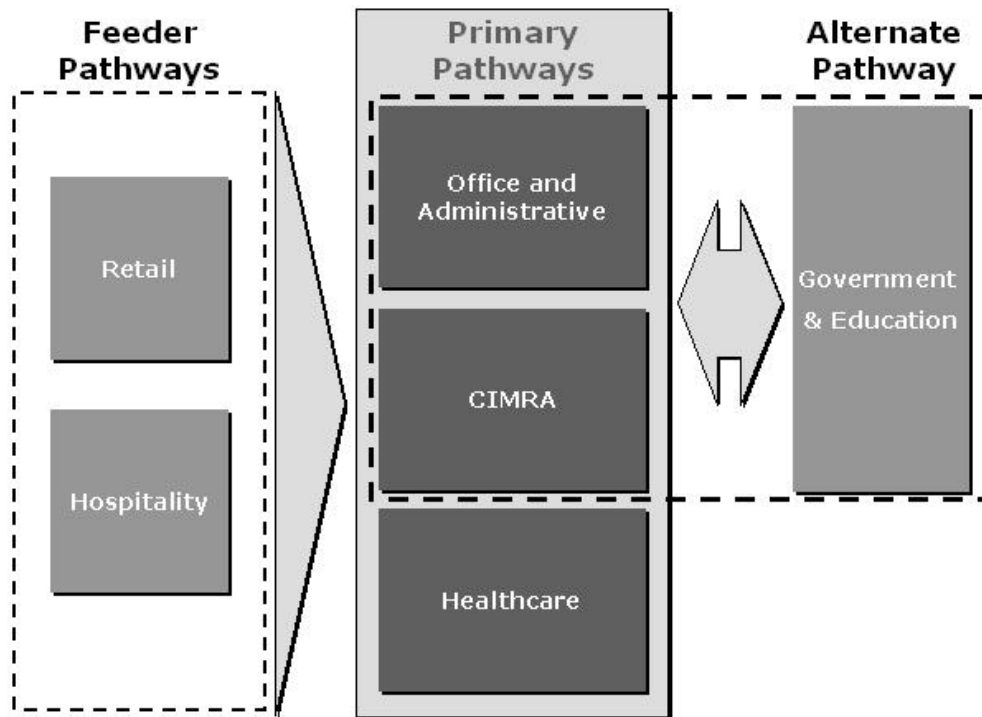 Feeder
Pathways
Primary
Pathways
Alternate
Pathway
Retail
Hospitality
Office and
Administrative
CIMRA
Healthcare
Government
& Education